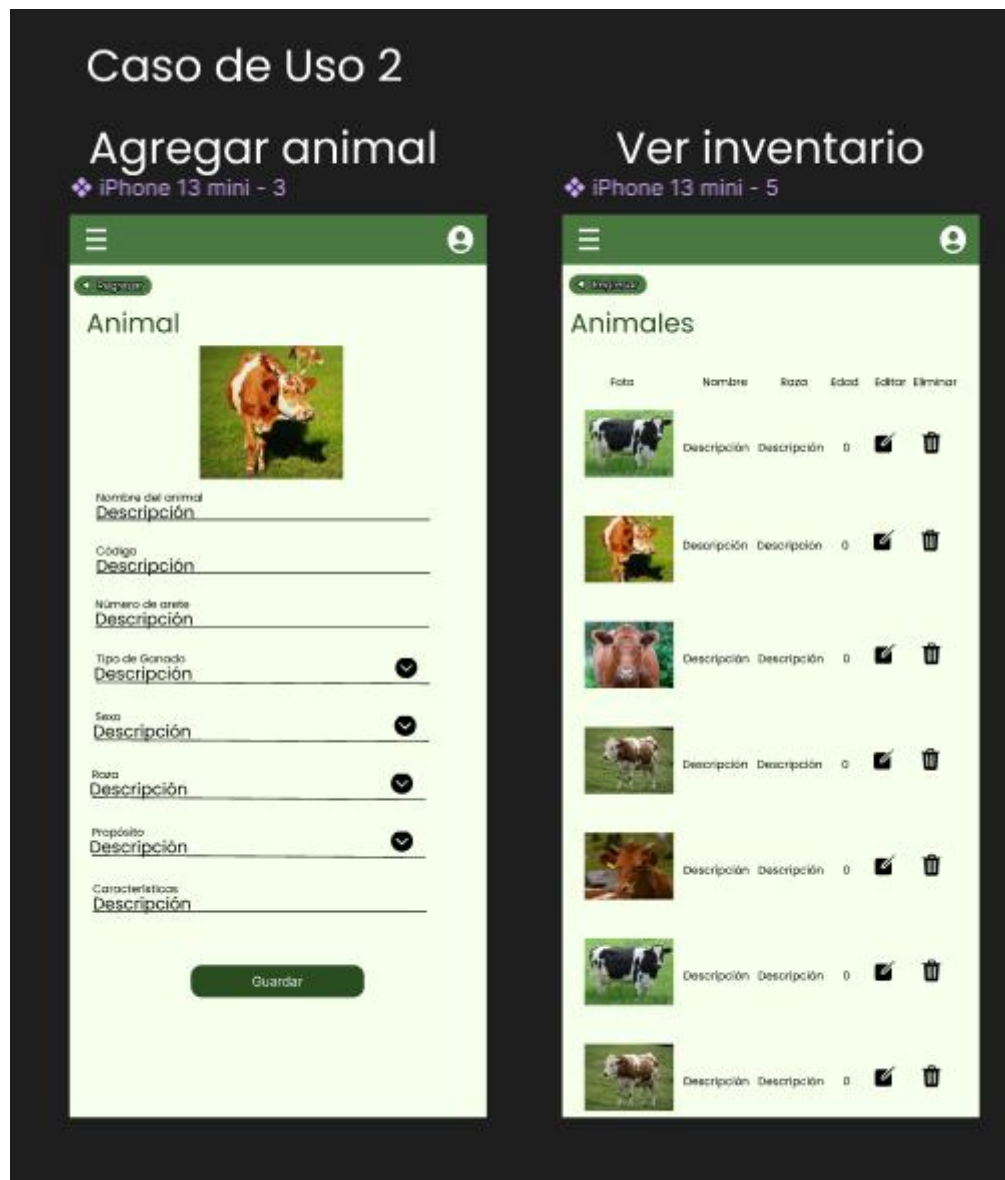 Caso de Uso 2
Agregar animal
iPhone 13 mini - 3
Regresar
Animal
Nombre del animal
Descripción
Código
Descripción
Número de arete
Descripción
Tipo de Ganado
Descripción
Sexo
Descripción
Raza
Descripción
Propósito
Descripción
Características
Descripción
Guardar
Ver inventario
iPhone 13 mini - 5
Regresar
Animales
Foto Nombre Raza Edad Editar Eliminar
Descripción Descripción 0
Descripción Descripción 0
Descripción Descripción 0
Descripción Descripción 0
Descripción Descripción 0
Descripción Descripción 0
Descripción Descripción 0